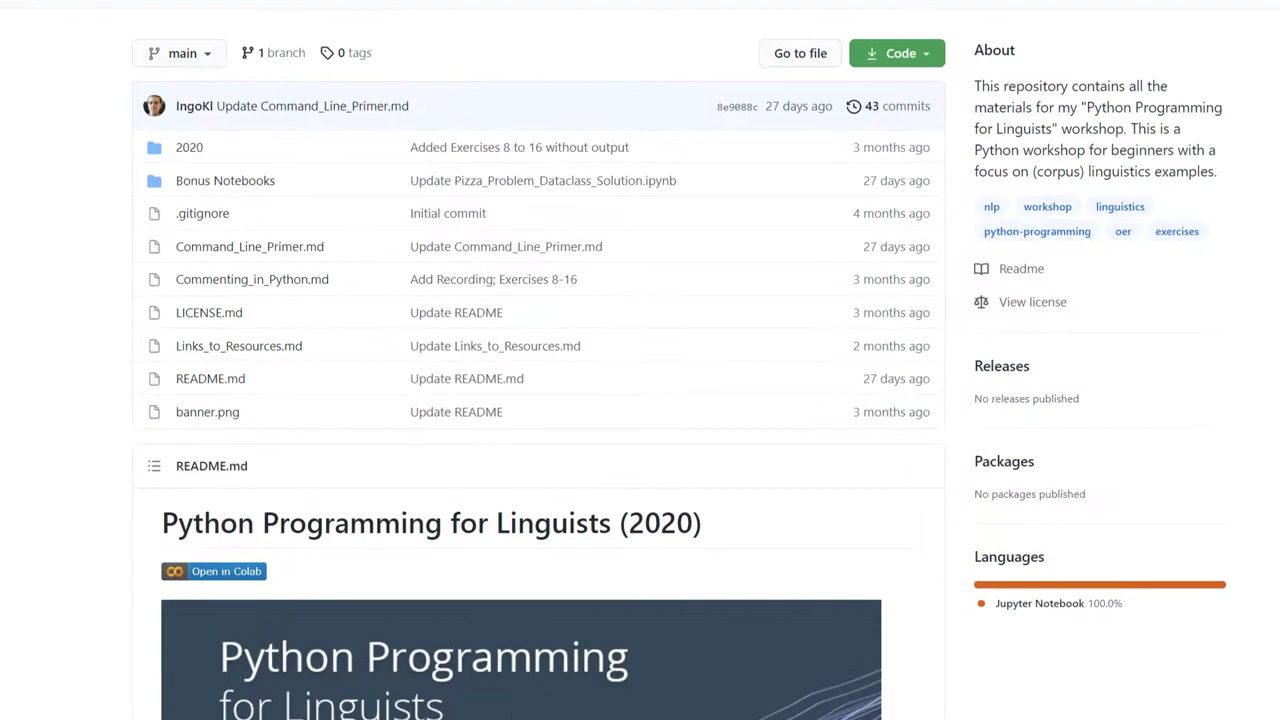 main
1 branch
0 tags
Go to file
Code
IngoKl Update Command_Line_Primer.md 8e9088c 27 days ago 43 commits
2020 Added Exercises 8 to 16 without output 3 months ago
Bonus Notebooks Update Pizza_Problem_Dataclass_Solution.ipynb 27 days ago
.gitignore Initial commit 4 months ago
Command_Line_Primer.md Update Command_Line_Primer.md 27 days ago
Commenting_in_Python.md Add Recording; Exercises 8-16 3 months ago
LICENSE.md Update README 3 months ago
Links_to_Resources.md Update Links_to_Resources.md 2 months ago
README.md Update README.md 27 days ago
banner.png Update README 3 months ago
README.md
Python Programming for Linguists (2020)
CO Open in Colab
Python Programming
for Linguists
About
This repository contains all the
materials for my "Python Programming
for Linguists" workshop. This is a
Python workshop for beginners with a
focus on (corpus) linguistics examples.
nlp workshop linguistics
python-programming oer exercises
Readme
View license
Releases
No releases published
Packages
No packages published
Languages
Jupyter Notebook 100.0%